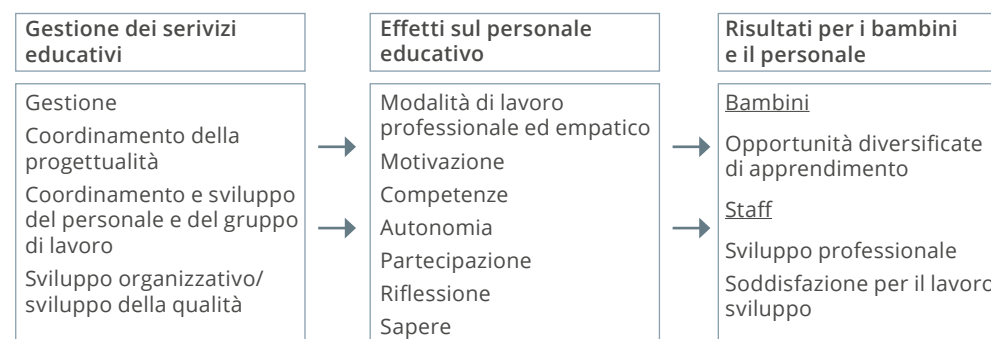 Gestione dei serivizi
educativi
Gestione
Coordinamento della
progettualità
Coordinamento e sviluppo
del personale e del gruppo
di lavoro
Sviluppo organizzativo/
sviluppo della qualità
Effetti sul personale
educativo
Modalità di lavoro
professionale ed empatico
Motivazione
Competenze
Autonomia
Partecipazione
Riflessione
Sapere
Risultati per i bambini
e il personale
Bambini
Opportunità diversificate
di apprendimento
Staff
Sviluppo professionale
Soddisfazione per il lavoro
sviluppo